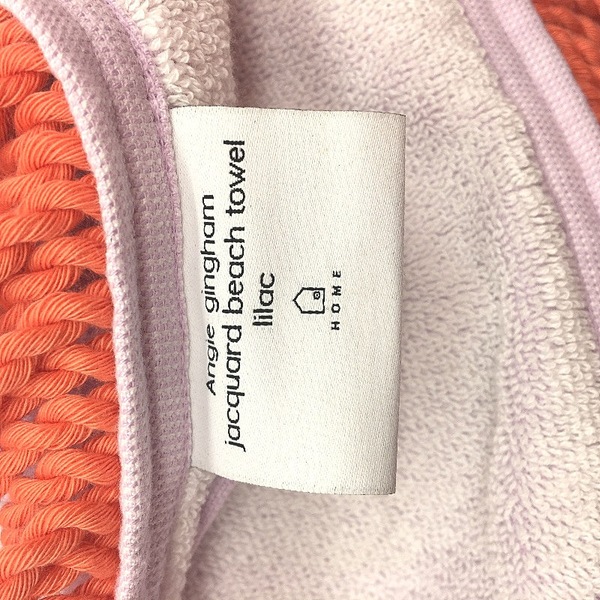 Angie gingham
jacquard beach towel
lilac
HOME